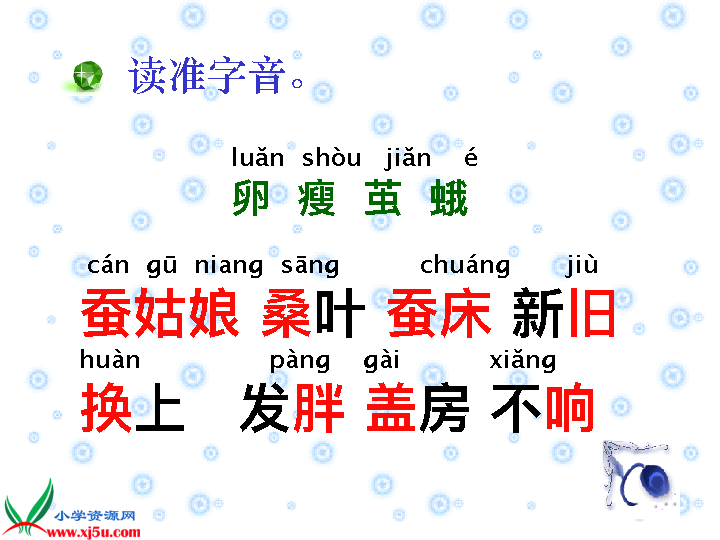 读准字音。
luǎn shòu jiǎn é
卵 瘦 茧 蛾
cán gū niang sāng chuáng jiù
蚕姑娘 桑叶 蚕床 新旧
huàn pàng gài xiǎng
换上 发胖 盖房 不响
小学资源网
www.xj5u.com